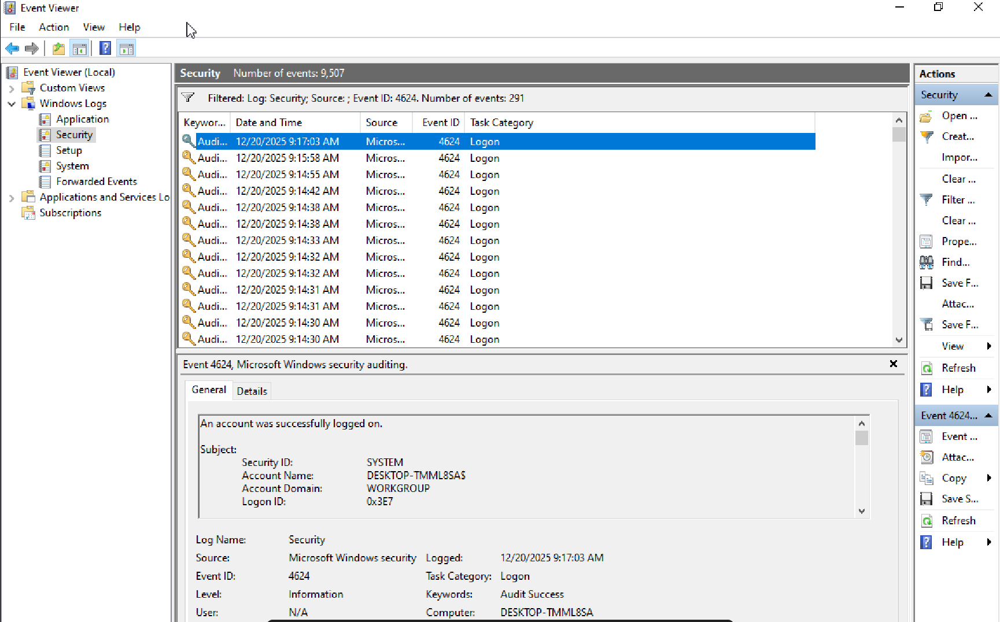 Event Viewer
File Action View Help
Event Viewer (Local)
Custom Views
Windows Logs
Application
Security
Setup
System
Forwarded Events
Applications and Services Lo
Subscriptions
Security Number of events: 9,507
Filtered: Log: Security; Source: ; Event ID: 4624. Number of events: 291
Keywor... Date and Time Source Event ID Task Category
Audi... 12/20/2025 9:17:03 AM Micros... 4624 Logon
Audi... 12/20/2025 9:15:58 AM Micros... 4624 Logon
Audi... 12/20/2025 9:14:55 AM Micros... 4624 Logon
Audi... 12/20/2025 9:14:42 AM Micros... 4624 Logon
Audi... 12/20/2025 9:14:38 AM Micros... 4624 Logon
Audi... 12/20/2025 9:14:38 AM Micros... 4624 Logon
Audi... 12/20/2025 9:14:33 AM Micros... 4624 Logon
Audi... 12/20/2025 9:14:32 AM Micros... 4624 Logon
Audi... 12/20/2025 9:14:32 AM Micros... 4624 Logon
Audi... 12/20/2025 9:14:31 AM Micros... 4624 Logon
Audi... 12/20/2025 9:14:31 AM Micros... 4624 Logon
Audi... 12/20/2025 9:14:30 AM Micros... 4624 Logon
Audi... 12/20/2025 9:14:30 AM Micros... 4624 Logon
Event 4624, Microsoft Windows security auditing.
General Details
An account was successfully logged on.
Subject:
Security ID: SYSTEM
Account Name: DESKTOP-TMML8SA$
Account Domain: WORKGROUP
Logon ID: 0x3E7
Log Name: Security
Source: Microsoft Windows security Logged: 12/20/2025 9:17:03 AM
Event ID: 4624 Task Category: Logon
Level: Information Keywords: Audit Success
User: N/A Computer: DESKTOP-TMML8SA
Actions
Security
Open ...
Creat...
Impor...
Clear ...
Filter ...
Clear ...
Prope...
Find...
Save F...
Attac...
Save F...
View
Refresh
Help
Event 4624...
Event ...
Attac...
Copy
Save S...
Refresh
Help